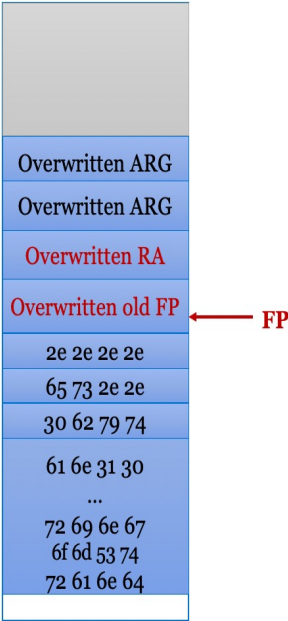 Overwritten ARG
Overwritten ARG
Overwritten RA
Overwritten old FP
FP
2e 2e 2e 2e
65 73 2e 2e
30 62 79 74
61 6e 31 30
...
72 69 6e 67
6f 6d 53 74
72 61 6e 64